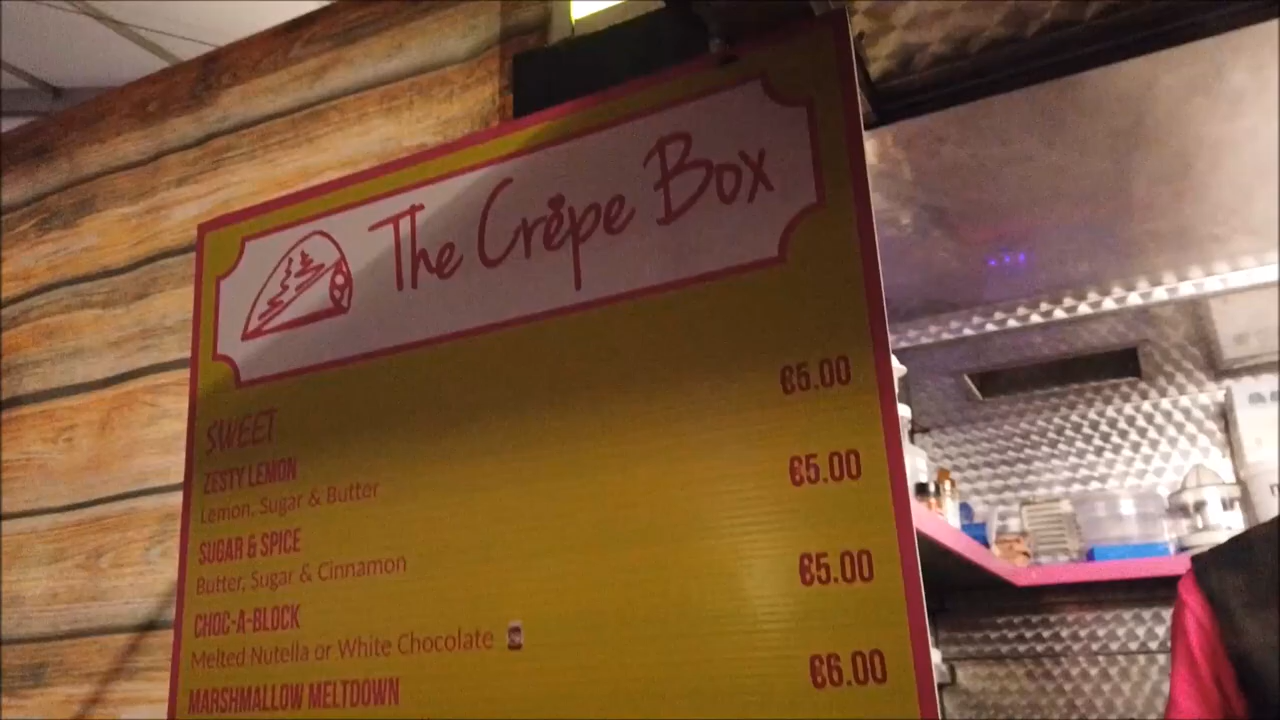 The Crêpe Box
SWEET
ZESTY LEMON €5.00
Lemon, Sugar & Butter
SUGAR & SPICE €5.00
Butter, Sugar & Cinnamon
CHOC-A-BLOCK €5.00
Melted Nutella or White Chocolate
MARSHMALLOW MELTDOWN €6.00